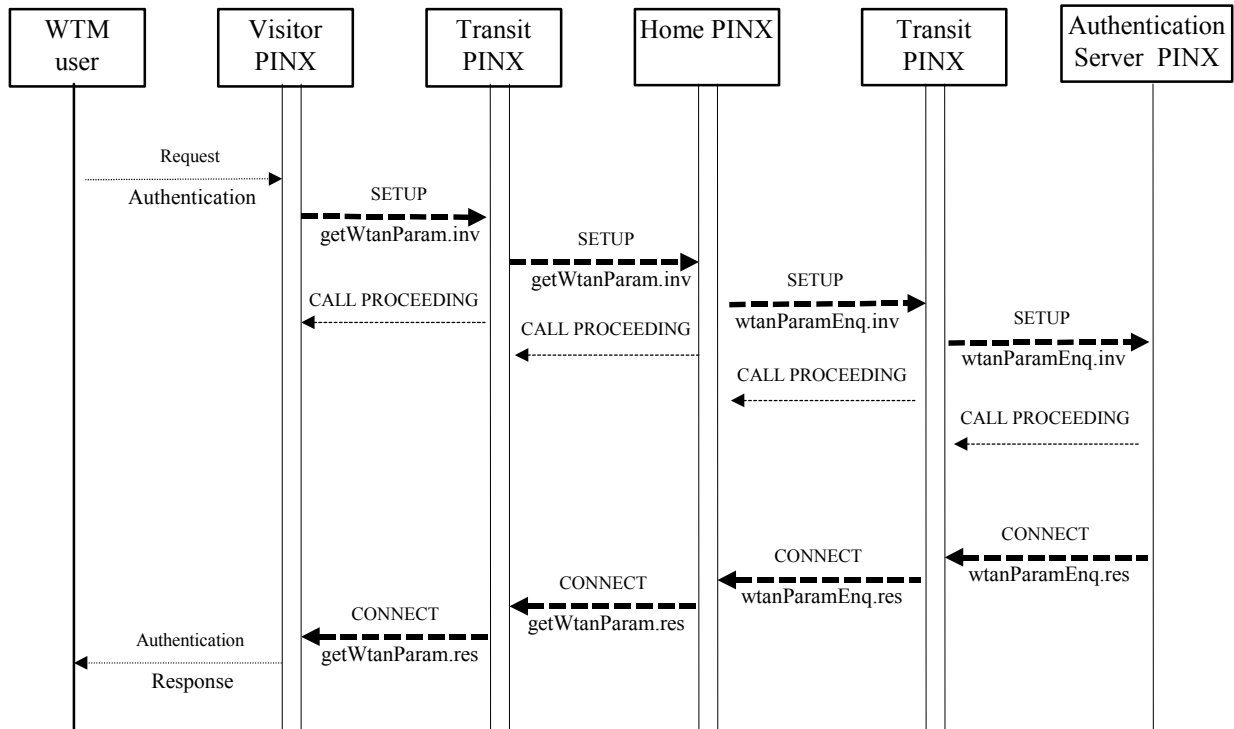 WTM
user
Visitor
PINX
Transit
PINX
Home PINX
Transit
PINX
Authentication
Server PINX
Request
Authentication
SETUP
getWtanParam.inv
SETUP
getWtanParam.inv
SETUP
wtanParamEnq.inv
SETUP
wtanParamEnq.inv
CALL PROCEEDING
CALL PROCEEDING
CALL PROCEEDING
CALL PROCEEDING
CONNECT
wtanParamEnq.res
CONNECT
wtanParamEnq.res
CONNECT
getWtanParam.res
CONNECT
getWtanParam.res
Authentication
Response